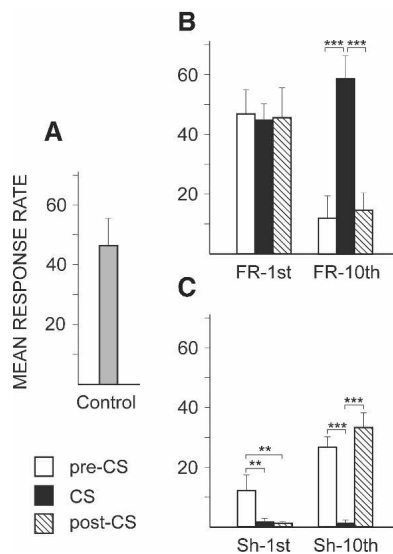 B
*** ***
60
40
20
FR-1st FR-10th
A
MEAN RESPONSE RATE
60
40
20
Control
C
60
40
20
**
**
***
***
Sh-1st Sh-10th
pre-CS
CS
post-CS